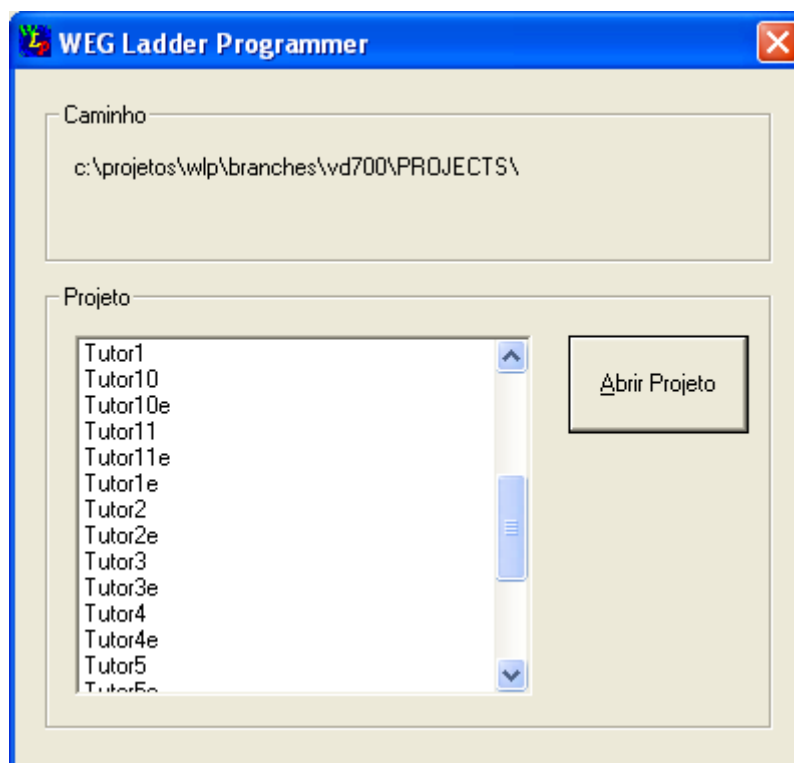 WEG Ladder Programmer
Caminho
c:\projetos\wlp\branches\vd700\PROJECTS\
Projeto
Tutor1
Tutor10
Tutor10e
Tutor11
Tutor11e
Tutor1e
Tutor2
Tutor2e
Tutor3
Tutor3e
Tutor4
Tutor4e
Tutor5
Tutor5e
Abrir Projeto